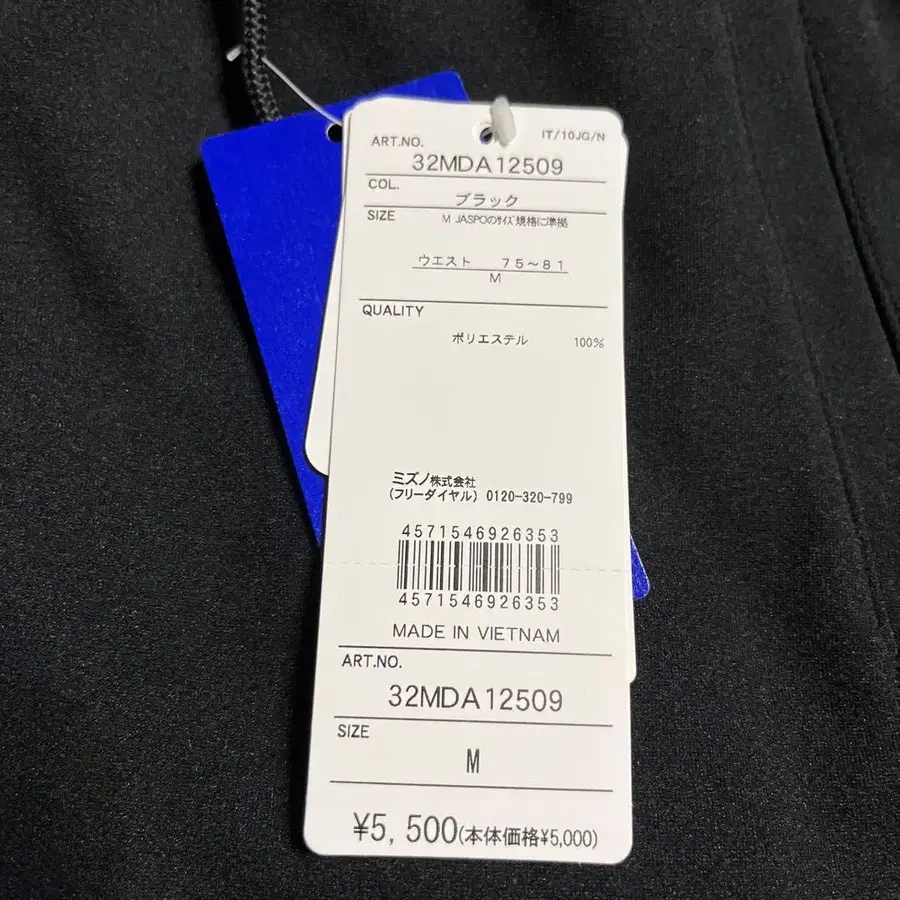 IT/10JG/N
ART.NO.
32MDA12509
COL.
ブラック
SIZE
M JASPOのサイズ規格に準拠
ウエスト 75~81
M
QUALITY
ポリエステル 100%
ミズノ株式会社
(フリーダイヤル) 0120-320-799
4571546926353
4571546926353
MADE IN VIETNAM
ART.NO.
32MDA12509
SIZE
M
¥5,500(本体価格¥5,000)